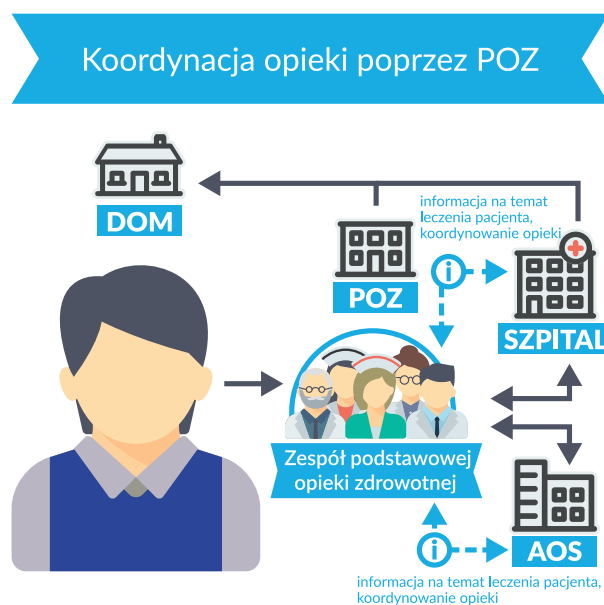 Koordynacja opieki poprzez POZ
DOM
informacja na temat
leczenia pacjenta,
koordynowanie opieki
POZ
SZPITAL
Zespół podstawowej
opieki zdrowotnej
AOS
informacja na temat leczenia pacjenta,
koordynowanie opieki